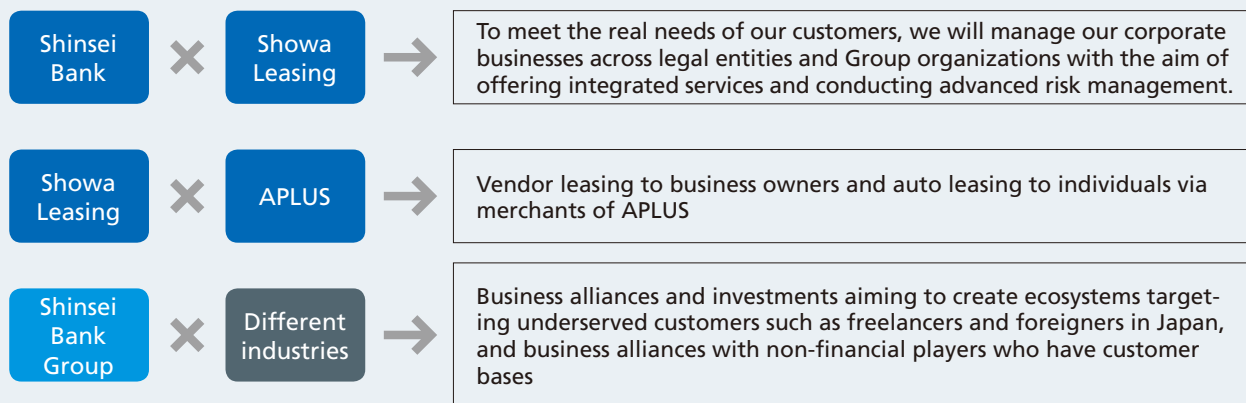 Shinsei
Bank
Showa
Leasing
To meet the real needs of our customers, we will manage our corporate
businesses across legal entities and Group organizations with the aim of
offering integrated services and conducting advanced risk management.
Showa
Leasing
APLUS
Vendor leasing to business owners and auto leasing to individuals via
merchants of APLUS
Shinsei
Bank
Group
Different
industries
Business alliances and investments aiming to create ecosystems target-
ing underserved customers such as freelancers and foreigners in Japan,
and business alliances with non-financial players who have customer
bases